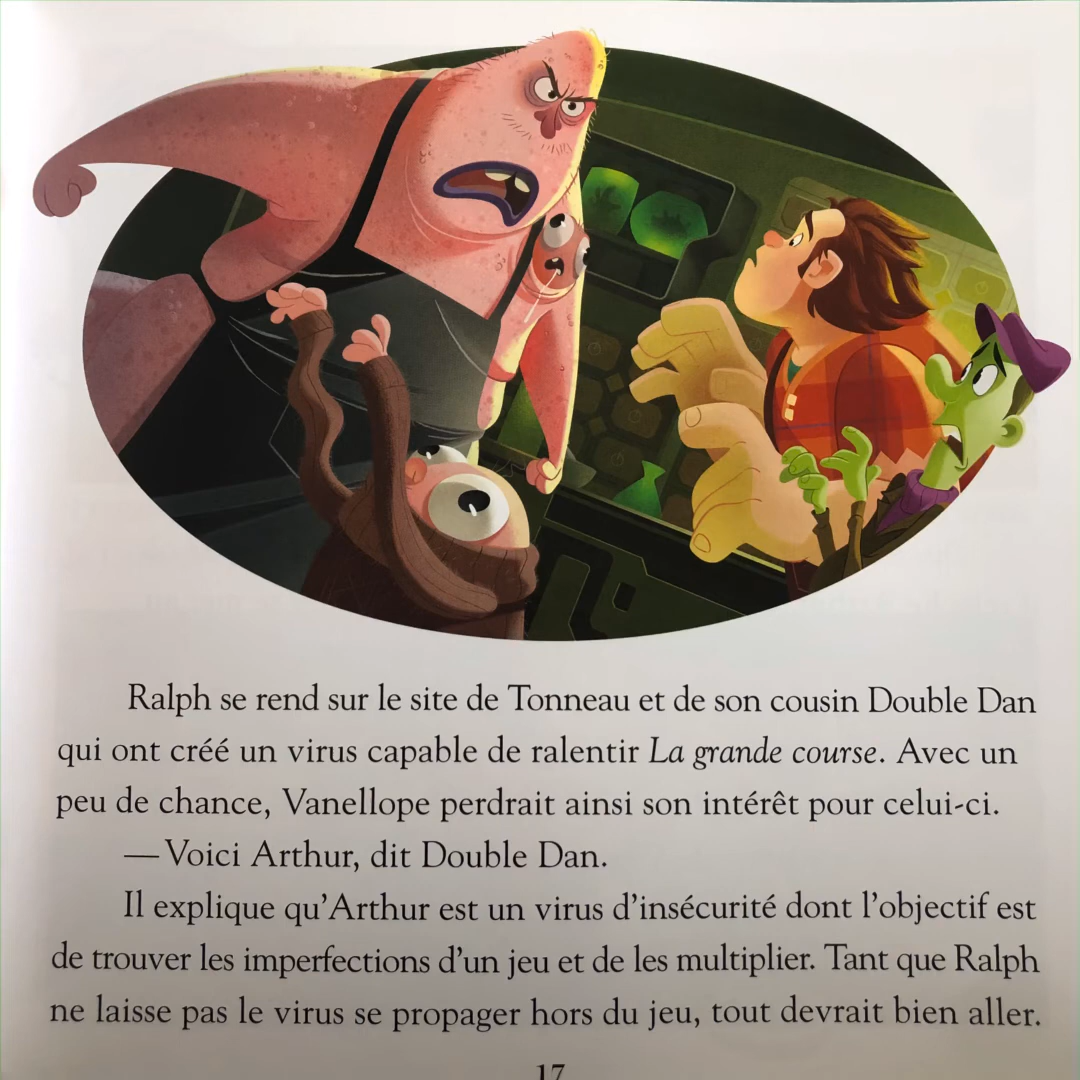 Ralph se rend sur le site de Tonneau et de son cousin Double Dan
qui ont créé un virus capable de ralentir La grande course. Avec un
peu de chance, Vanellope perdrait ainsi son intérêt pour celui-ci.
— Voici Arthur, dit Double Dan.
Il explique qu'Arthur est un virus d'insécurité dont l'objectif est
de trouver les imperfections d'un jeu et de les multiplier. Tant que Ralph
ne laisse pas le virus se propager hors du jeu, tout devrait bien aller.
17